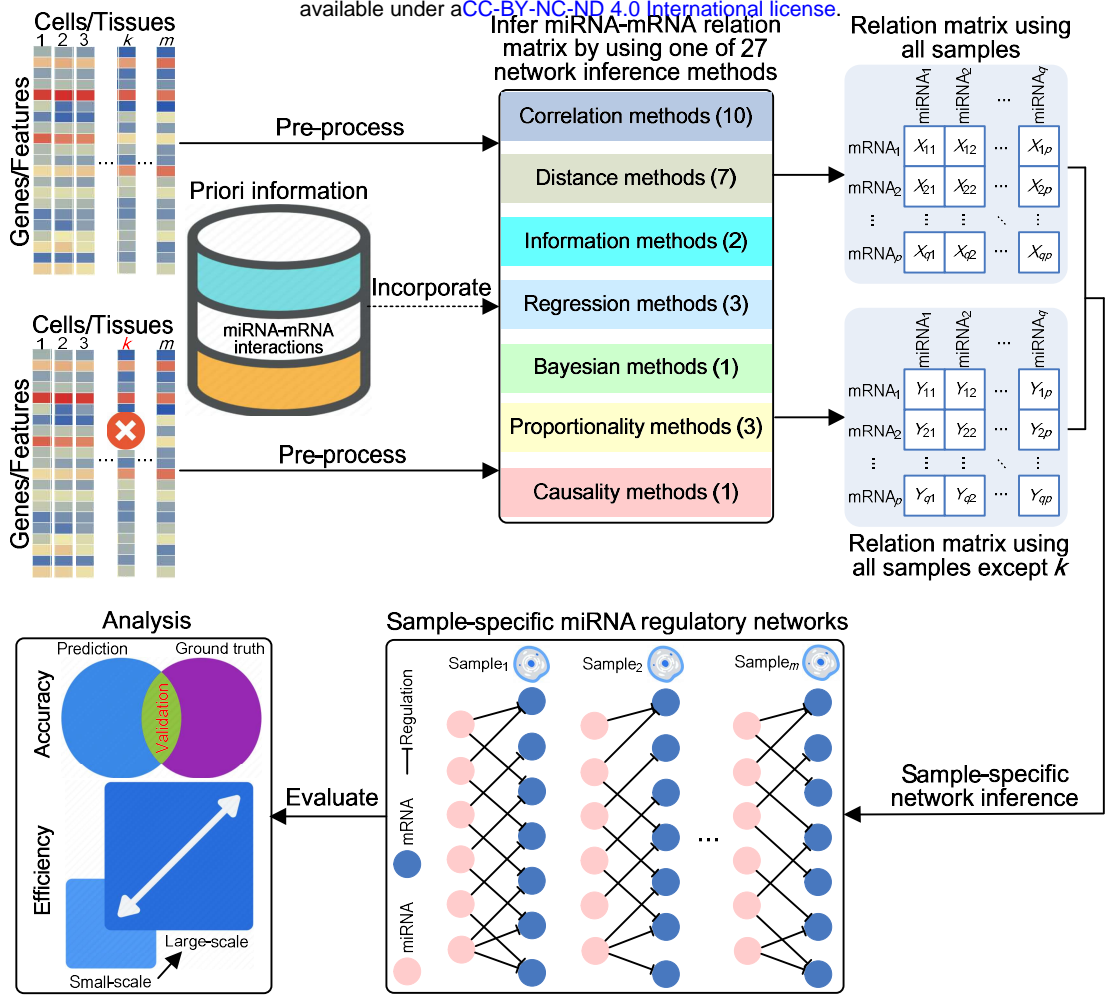 available under aCC-BY-NC-ND 4.0 International license.
Cells/Tissues
1 2 3 k m
Genes/Features
... ...
Pre-process
Priori information
miRNA-mRNA
interactions
Incorporate
Cells/Tissues
1 2 3 k m
Genes/Features
... ...
Pre-process
Infer miRNA-mRNA relation
matrix by using one of 27
network inference methods
Correlation methods (10)
Distance methods (7)
Information methods (2)
Regression methods (3)
Bayesian methods (1)
Proportionality methods (3)
Causality methods (1)
Relation matrix using
all samples
miRNA1 miRNA2 ... miRNAq
mRNA1 X11 X12 ... X1p
mRNA2 X21 X22 ... X2p
⋮ ⋮ ⋮ ⋱ ⋮
mRNAp Xq1 Xq2 ... Xqp
miRNA1 miRNA2 ... miRNAq
mRNA1 Y11 Y12 ... Y1p
mRNA2 Y21 Y22 ... Y2p
⋮ ⋮ ⋮ ⋱ ⋮
mRNAp Yq1 Yq2 ... Yqp
Relation matrix using
all samples except k
Sample-specific
network inference
Sample-specific miRNA regulatory networks
Sample1 Sample2 Samplem
Regulation
mRNA
miRNA
...
Evaluate
Analysis
Prediction Ground truth
Validation
Accuracy
Efficiency
Large-scale
Small-scale